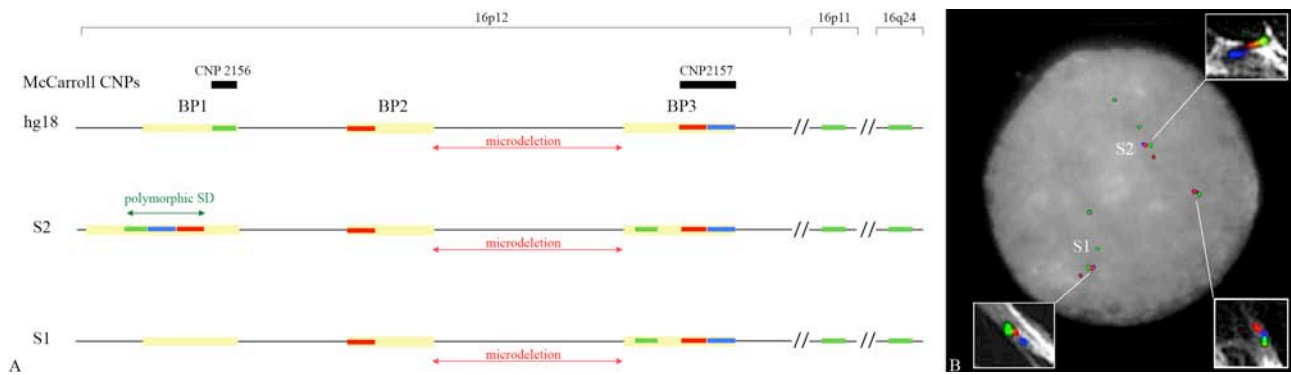 16p12 16p11 16q24
McCarroll CNPs CNP 2156 CNP2157
BP1 BP2 BP3
hg18
microdeletion
polymorphic SD
S2
microdeletion
S1
microdeletion
A
S2
S1
B